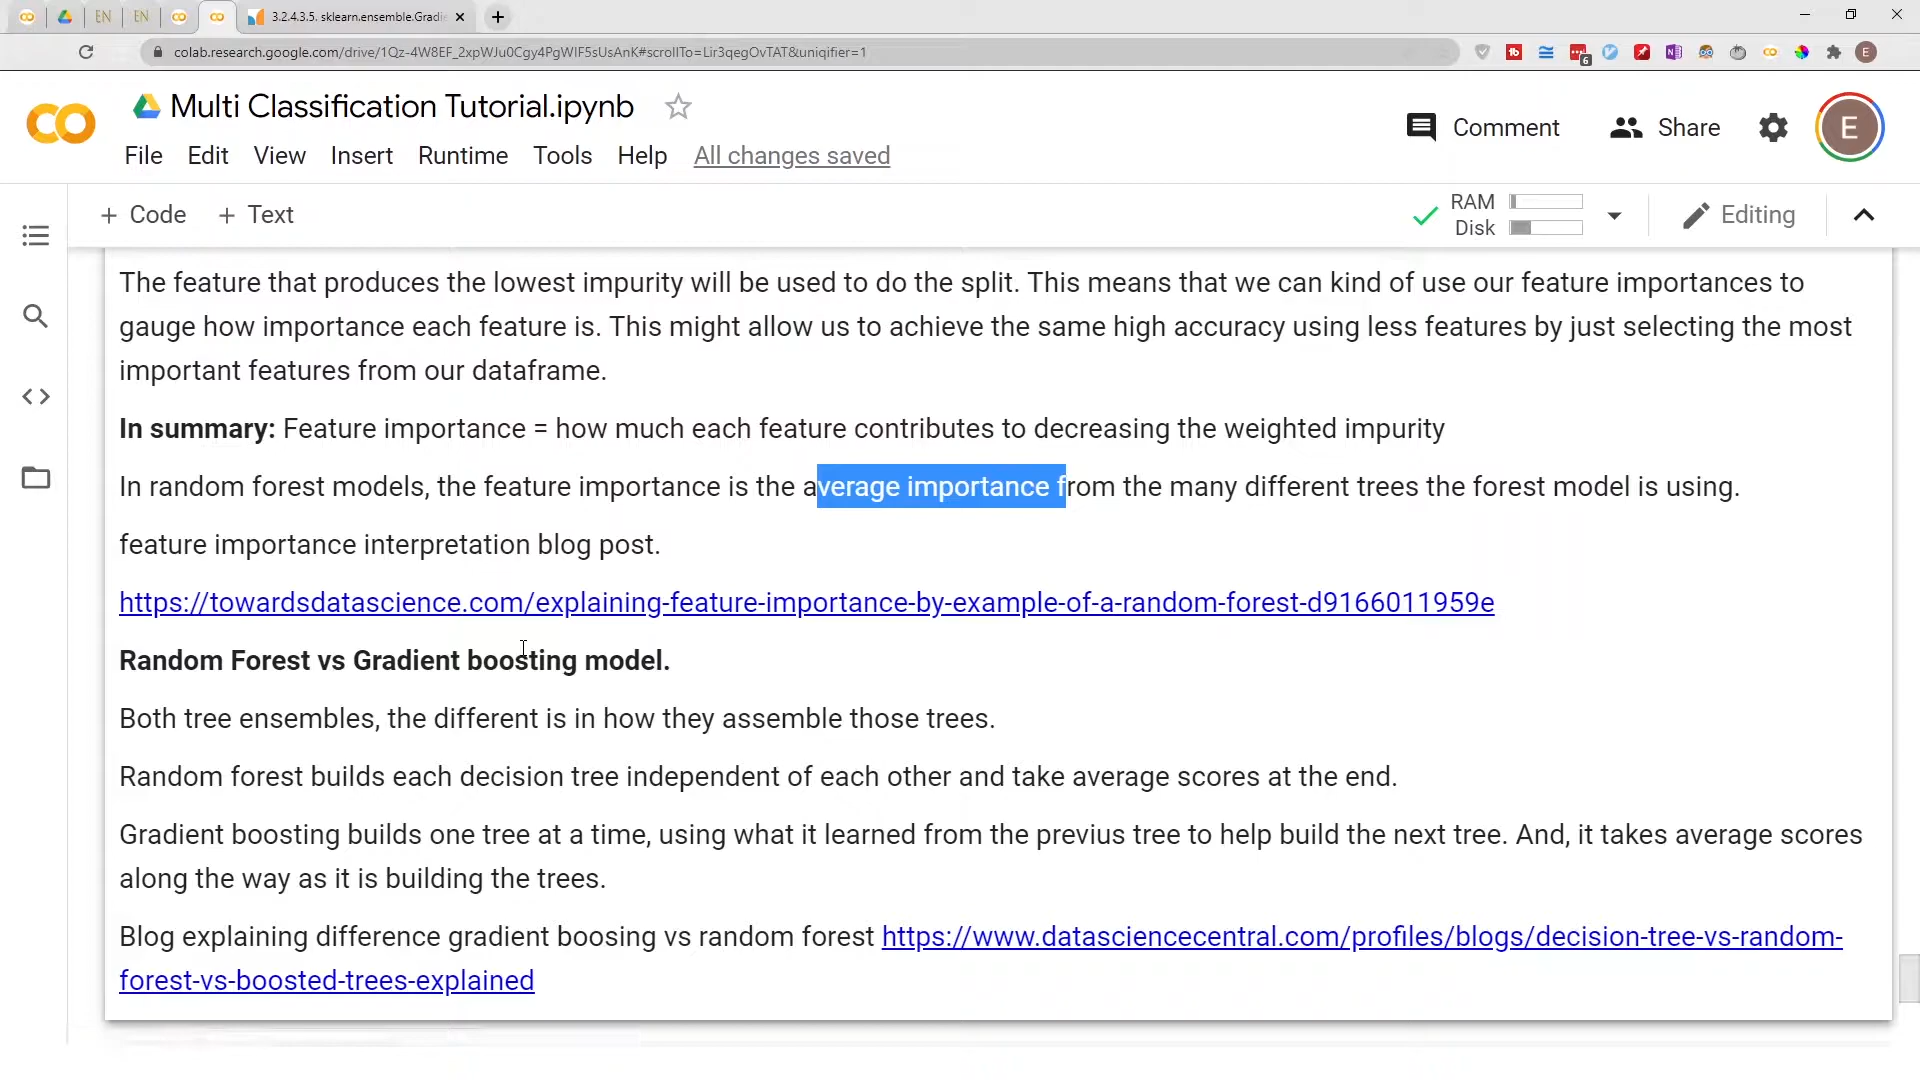 EN
EN
3.2.4.3.5. sklearn.ensemble.Gradie
colab.research.google.com/drive/1Qz-4W8EF_2xpWJu0Cgy4PgWIF5sUsAnK#scrollTo=Lir3qegOvTAT&uniqifier=1
6
E
CO
Multi Classification Tutorial.ipynb
Comment
Share
E
File Edit View Insert Runtime Tools Help All changes saved
+ Code + Text
RAM
Disk
Editing
The feature that produces the lowest impurity will be used to do the split. This means that we can kind of use our feature importances to
gauge how importance each feature is. This might allow us to achieve the same high accuracy using less features by just selecting the most
important features from our dataframe.
In summary: Feature importance = how much each feature contributes to decreasing the weighted impurity
In random forest models, the feature importance is the average importance from the many different trees the forest model is using.
feature importance interpretation blog post.
https://towardsdatascience.com/explaining-feature-importance-by-example-of-a-random-forest-d9166011959e
Random Forest vs Gradient boosting model.
Both tree ensembles, the different is in how they assemble those trees.
Random forest builds each decision tree independent of each other and take average scores at the end.
Gradient boosting builds one tree at a time, using what it learned from the previus tree to help build the next tree. And, it takes average scores
along the way as it is building the trees.
Blog explaining difference gradient boosing vs random forest https://www.datasciencecentral.com/profiles/blogs/decision-tree-vs-random-
forest-vs-boosted-trees-explained